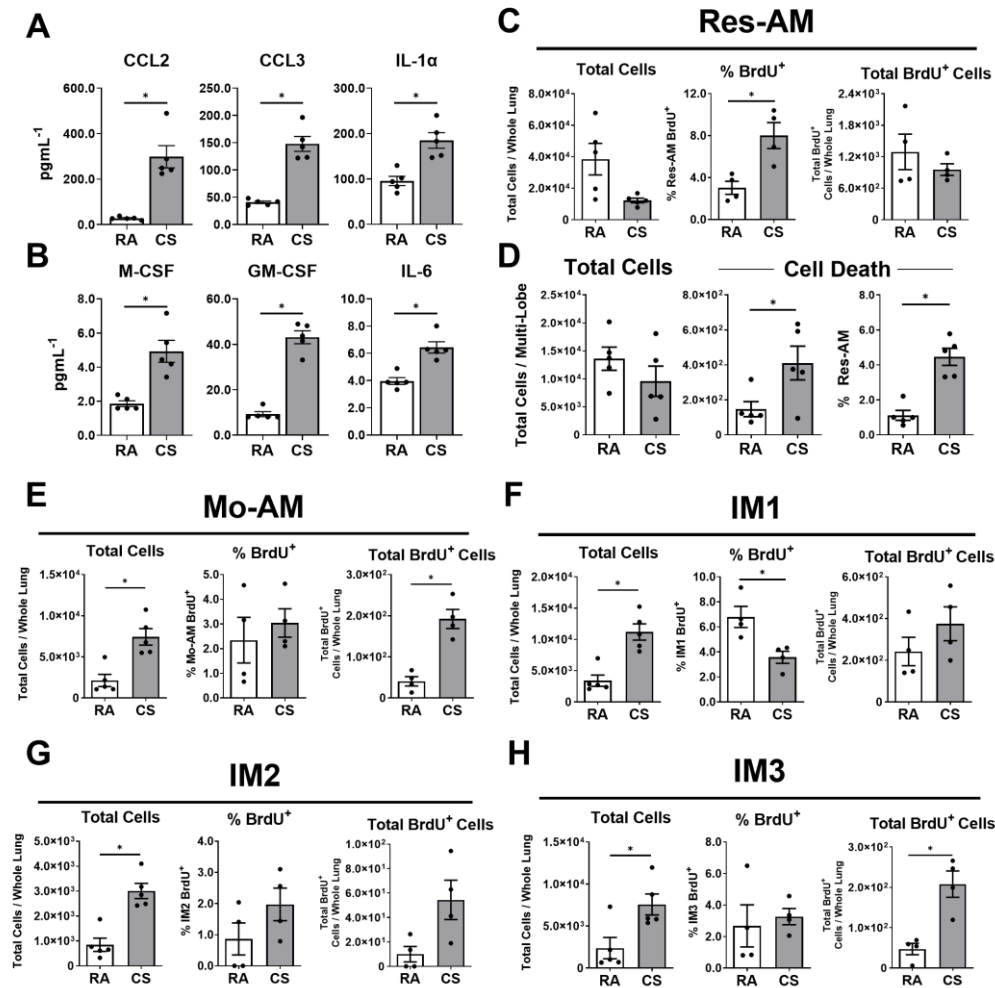 A
CCL2
CCL3
IL-1α
pgmL-1
600.0
400.0
200.0
0.0
*
RA CS
250.0
200.0
150.0
100.0
50.0
0.0
*
RA CS
300.0
200.0
100.0
0.0
*
RA CS
B
M-CSF
GM-CSF
IL-6
pgmL-1
8.0
6.0
4.0
2.0
0.0
*
RA CS
60.0
40.0
20.0
0.0
*
RA CS
10.0
8.0
6.0
4.0
2.0
0.0
*
RA CS
C
Res-AM
Total Cells
Total Cells / Whole Lung
8.0×10⁴
6.0×10⁴
4.0×10⁴
2.0×10⁴
0
RA CS
% BrdU⁺
% Res-AM BrdU⁺
12.0
8.0
4.0
0.0
*
RA CS
Total BrdU⁺ Cells
Total BrdU⁺
Cells / Whole Lung
2.4×10³
1.8×10³
1.2×10³
6.0×10²
0
RA CS
D
Total Cells
Total Cells / Multi-Lobe
2.5×10⁴
2.0×10⁴
1.5×10⁴
1.0×10⁴
5.0×10³
0
RA CS
Cell Death
8.0×10²
6.0×10²
4.0×10²
2.0×10²
0
*
RA CS
% Res-AM
8.0
6.0
4.0
2.0
0.0
*
RA CS
E
Mo-AM
Total Cells
Total Cells / Whole Lung
1.5×10⁴
1.0×10⁴
5.0×10³
0
*
RA CS
% BrdU⁺
% Mo-AM BrdU⁺
5.0
4.0
3.0
2.0
1.0
0.0
RA CS
Total BrdU⁺ Cells
Total BrdU⁺
Cells / Whole Lung
3.0×10²
2.0×10²
1.0×10²
0
*
RA CS
F
IM1
Total Cells
Total Cells / Whole Lung
2.0×10⁴
1.5×10⁴
1.0×10⁴
5.0×10³
0
*
RA CS
% BrdU⁺
% IM1 BrdU⁺
10.0
8.0
6.0
4.0
2.0
0.0
*
RA CS
Total BrdU⁺ Cells
Total BrdU⁺
Cells / Whole Lung
6.0×10²
4.0×10²
2.0×10²
0
RA CS
G
IM2
Total Cells
Total Cells / Whole Lung
5.0×10³
4.0×10³
3.0×10³
2.0×10³
1.0×10³
0
*
RA CS
% BrdU⁺
% IM2 BrdU⁺
4.0
3.0
2.0
1.0
0.0
RA CS
Total BrdU⁺ Cells
Total BrdU⁺
Cells / Whole Lung
1.0×10²
8.0×10¹
6.0×10¹
4.0×10¹
2.0×10¹
0
RA CS
H
IM3
Total Cells
Total Cells / Whole Lung
1.5×10⁴
1.0×10⁴
5.0×10³
0
*
RA CS
% BrdU⁺
% IM3 BrdU⁺
8.0
6.0
4.0
2.0
0.0
RA CS
Total BrdU⁺ Cells
Total BrdU⁺
Cells / Whole Lung
3.0×10²
2.0×10²
1.0×10²
0
*
RA CS